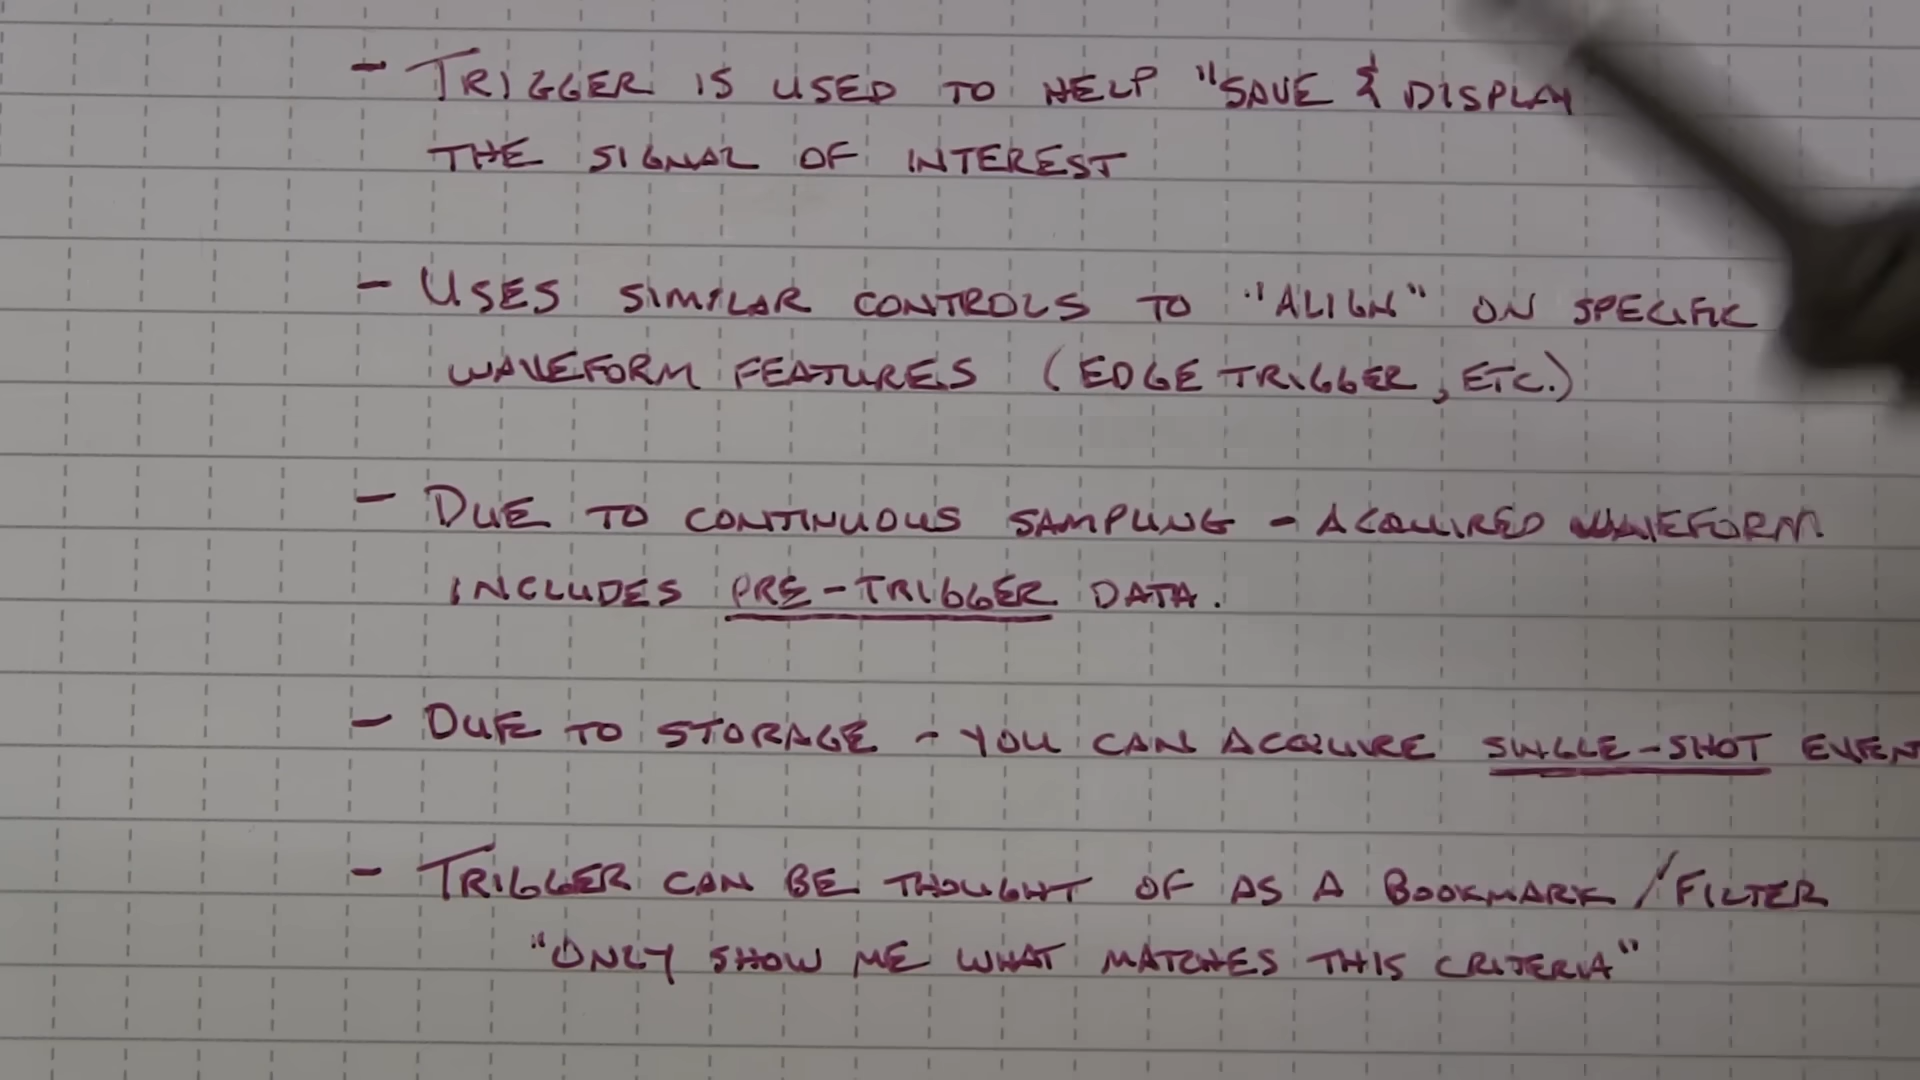 - TRIGGER IS USED TO HELP "SAVE & DISPLAY
THE SIGNAL OF INTEREST
- USES SIMILAR CONTROLS TO "ALIGN" ON SPECIFIC
WAVEFORM FEATURES (EDGE TRIGGER, ETC.)
- DUE TO CONTINUOUS SAMPLING - ACQUIRED WAVEFORM
INCLUDES PRE-TRIGGER DATA.
- DUE TO STORAGE - YOU CAN ACQUIRE SINGLE-SHOT EVENT
- TRIGGER CAN BE THOUGHT OF AS A BOOKMARK/FILTER
"ONLY SHOW ME WHAT MATCHES THIS CRITERIA"